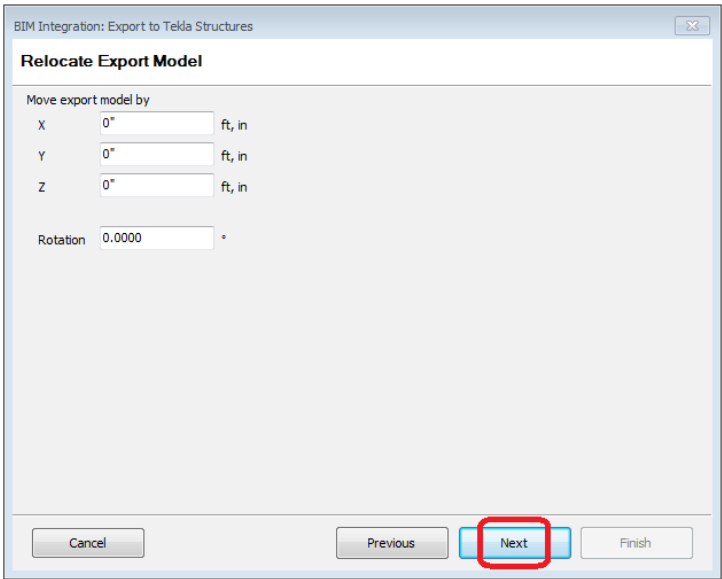 BIM Integration: Export to Tekla Structures
Relocate Export Model
Move export model by
X 0" ft, in
Y 0" ft, in
Z 0" ft, in
Rotation 0.0000 °
Cancel Previous Next Finish